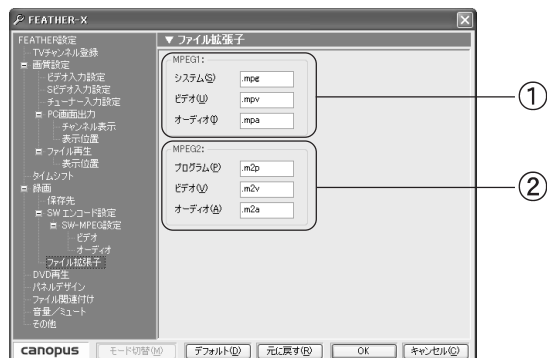 FEATHER-X
FEATHER設定
TVチャンネル登録
画質設定
ビデオ入力設定
Sビデオ入力設定
チューナー入力設定
PC画面出力
チャンネル表示
表示位置
ファイル再生
表示位置
タイムシフト
録画
保存先
SWエンコード設定
SW-MPEG設定
ビデオ
オーディオ
ファイル拡張子
DVD再生
パネルデザイン
ファイル関連付け
音量/ミュート
その他
▼ ファイル拡張子
MPEG1:
システム(S) .mpg
ビデオ(U) .mpv
オーディオ(I) .mpa
①
MPEG2:
プログラム(P) .m2p
ビデオ(V) .m2v
オーディオ(A) .m2a
②
canopus モード切替(M) デフォルト(D) 元に戻す(R) OK キャンセル(C)